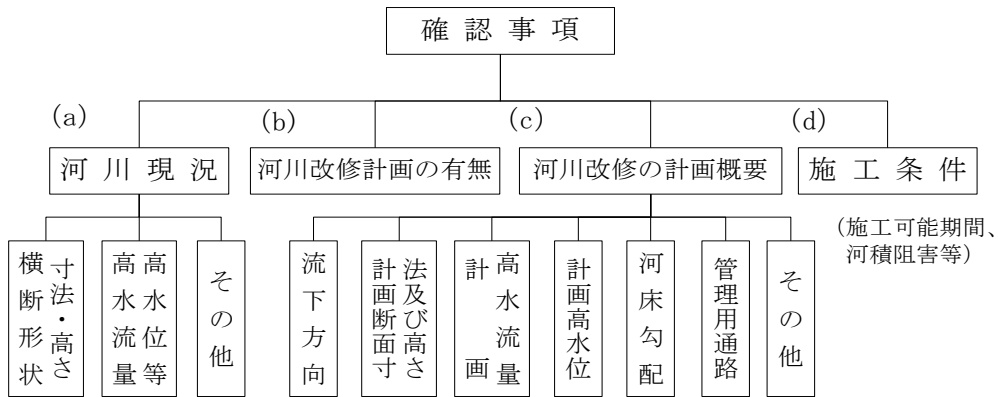 確認事項
(a)
(b)
(c)
(d)
河川現況
河川改修計画の有無
河川改修の計画概要
施工条件
(施工可能期間、
河積阻害等)
横断形状
寸法・高さ
高水流量
高水位等
その他
流下方向
計画断面寸
法及び高さ
計画
高水流量
計画高水位
河床勾配
管理用通路
その他